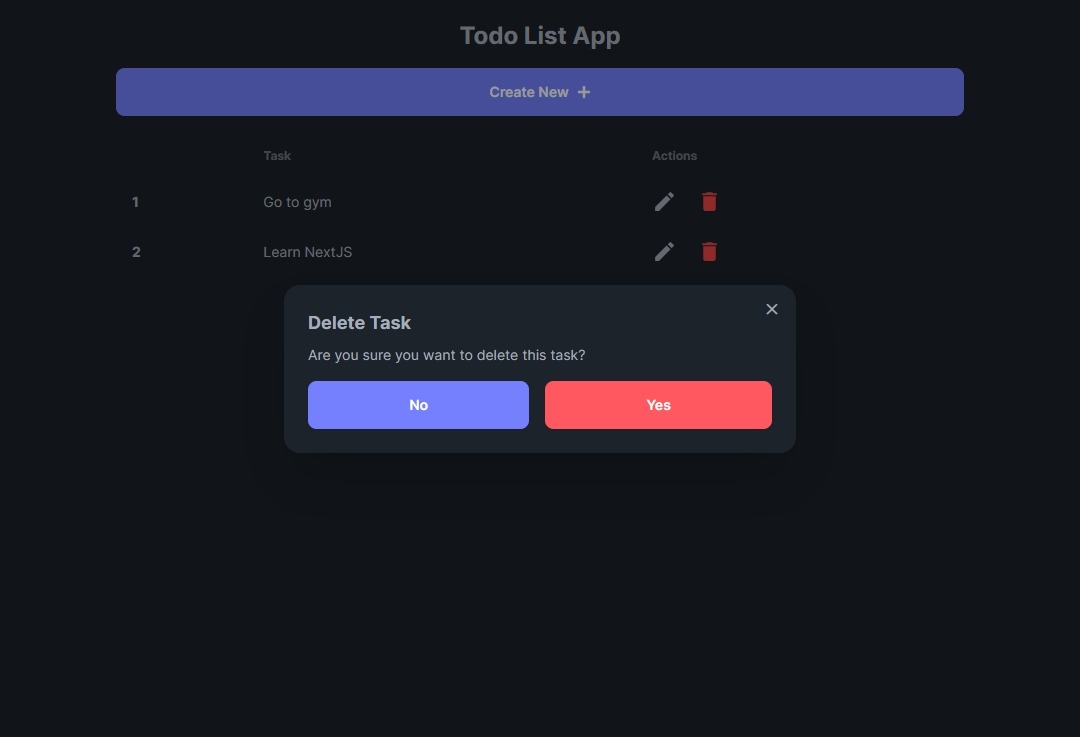 Todo List App
Create New
Task Actions
1 Go to gym
2 Learn NextJS
Delete Task
Are you sure you want to delete this task?
No Yes